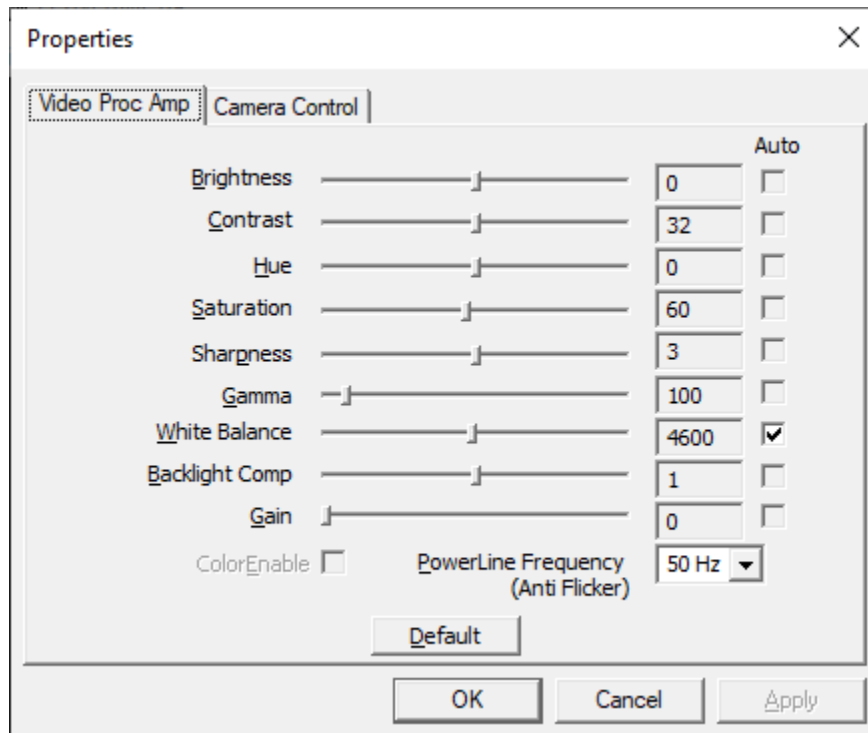 Properties
Video Proc Amp Camera Control
Auto
Brightness 0
Contrast 32
Hue 0
Saturation 60
Sharpness 3
Gamma 100
White Balance 4600
Backlight Comp 1
Gain 0
ColorEnable PowerLine Frequency 50 Hz
(Anti Flicker)
Default
OK Cancel Apply